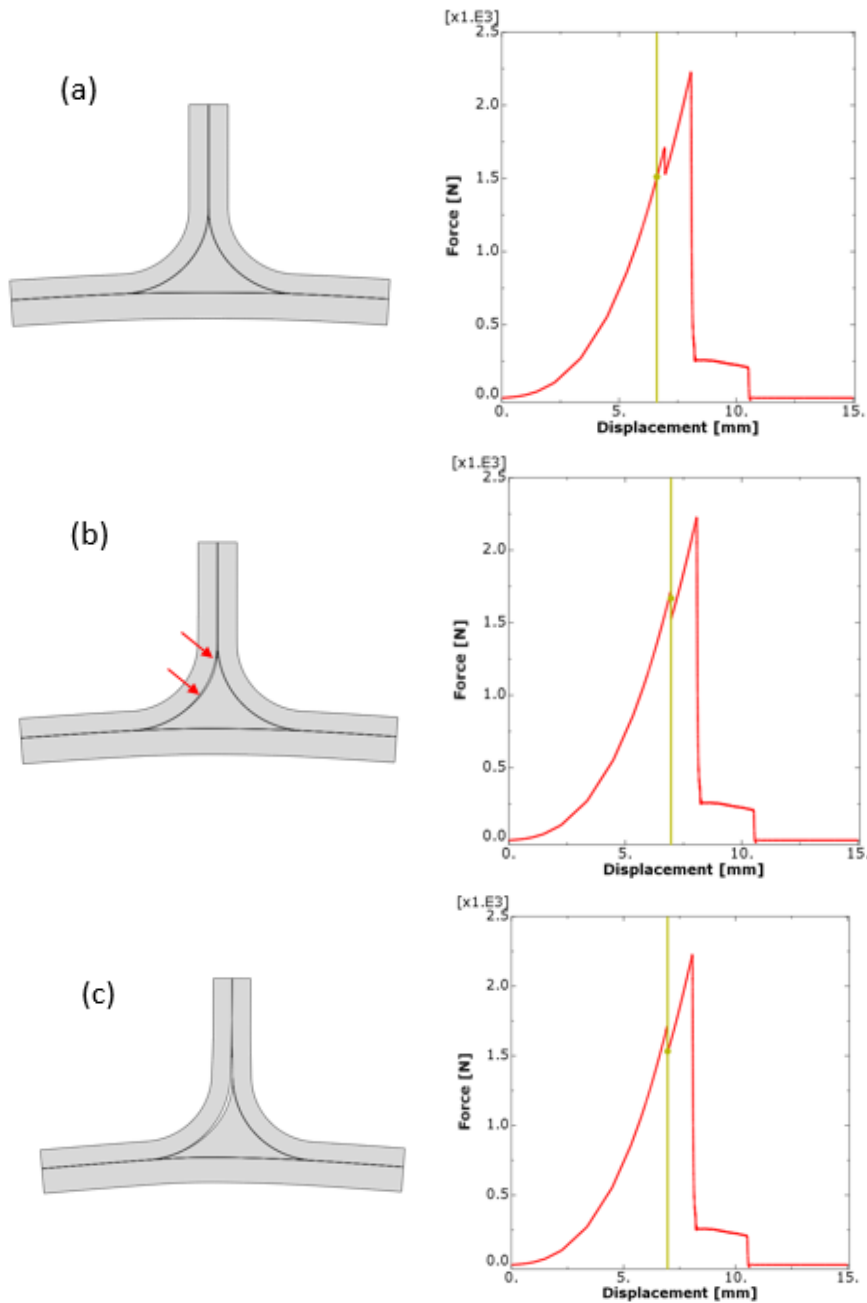 (a)
[x1.E3]
2.5
2.0
1.5
1.0
0.5
0.0
Force [N]
0. 5. 10. 15.
Displacement [mm]
(b)
[x1.E3]
2.5
2.0
1.5
1.0
0.5
0.0
Force [N]
0. 5. 10. 15.
Displacement [mm]
(c)
[x1.E3]
2.5
2.0
1.5
1.0
0.5
0.0
Force [N]
0. 5. 10. 15.
Displacement [mm]